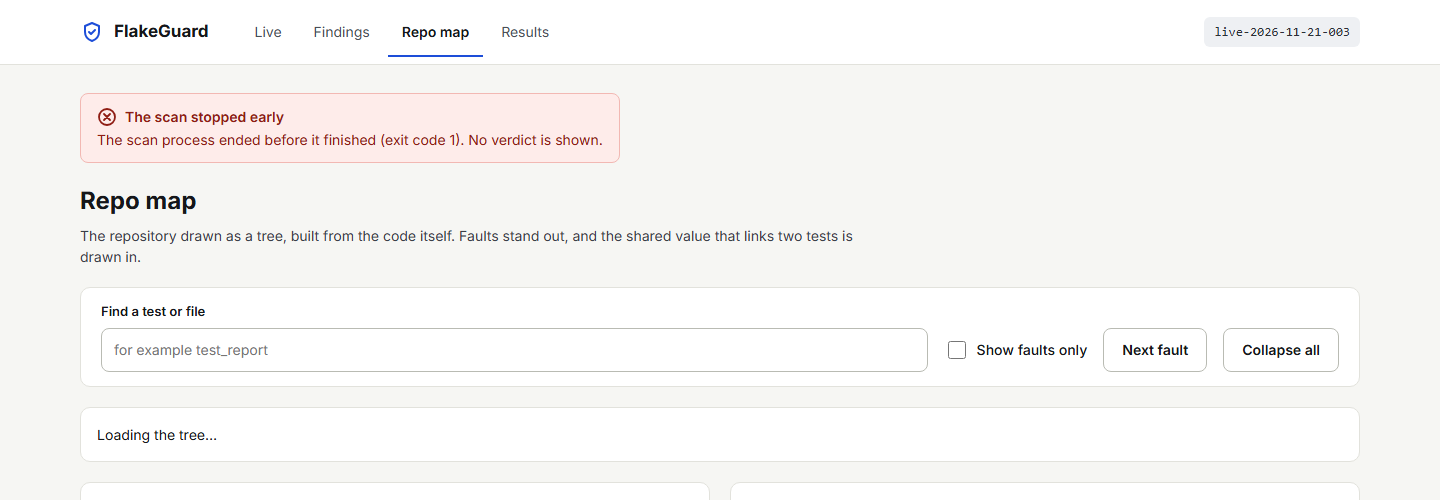 FlakeGuard
Live
Findings
Repo map
Results
live-2026-11-21-003
The scan stopped early
The scan process ended before it finished (exit code 1). No verdict is shown.
Repo map
The repository drawn as a tree, built from the code itself. Faults stand out, and the shared value that links two tests is
drawn in.
Find a test or file
for example test_report
Show faults only
Next fault
Collapse all
Loading the tree...